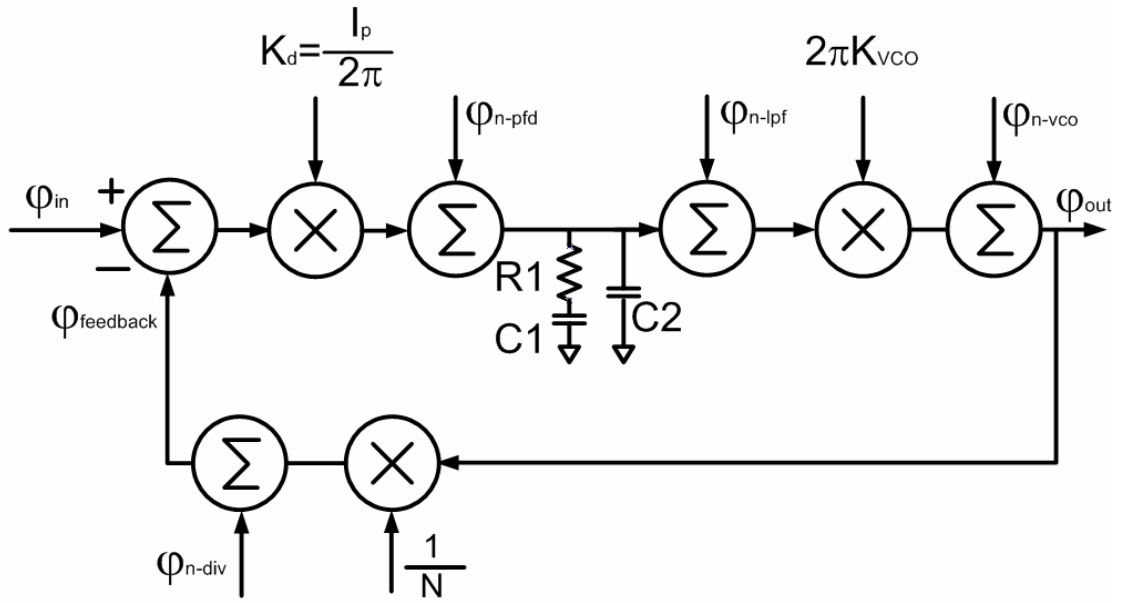 K_d = I_p / 2π
2πK_VCO
φ_n-pfd
φ_n-lpf
φ_n-vco
φ_in
+
Σ
×
Σ
Σ
×
Σ
φ_out
−
R1
C1
C2
φ_feedback
Σ
×
φ_n-div
1 / N